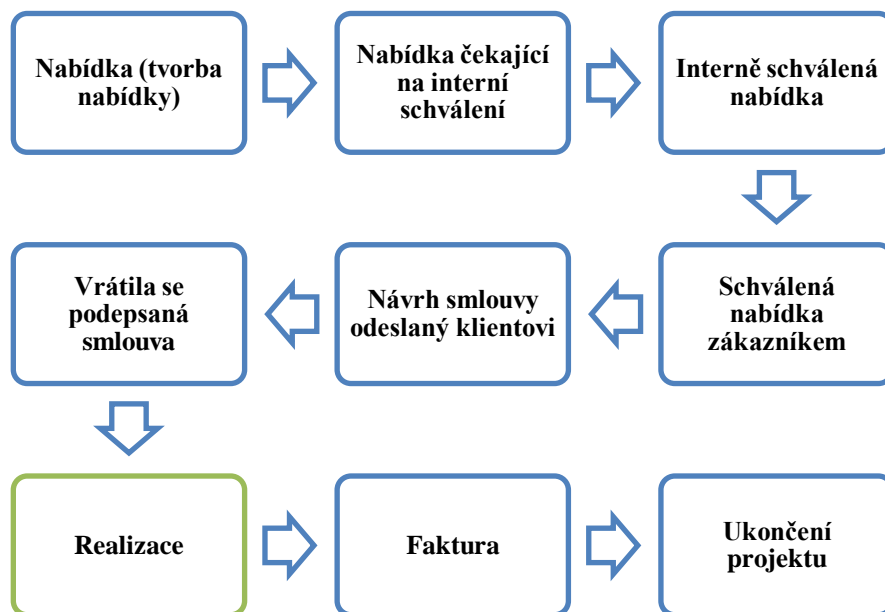 Nabídka (tvorba
nabídky)
Nabídka čekající
na interní
schválení
Interně schválená
nabídka
Schválená
nabídka
zákazníkem
Návrh smlouvy
odeslaný klientovi
Vrátila se
podepsaná
smlouva
Realizace
Faktura
Ukončení
projektu